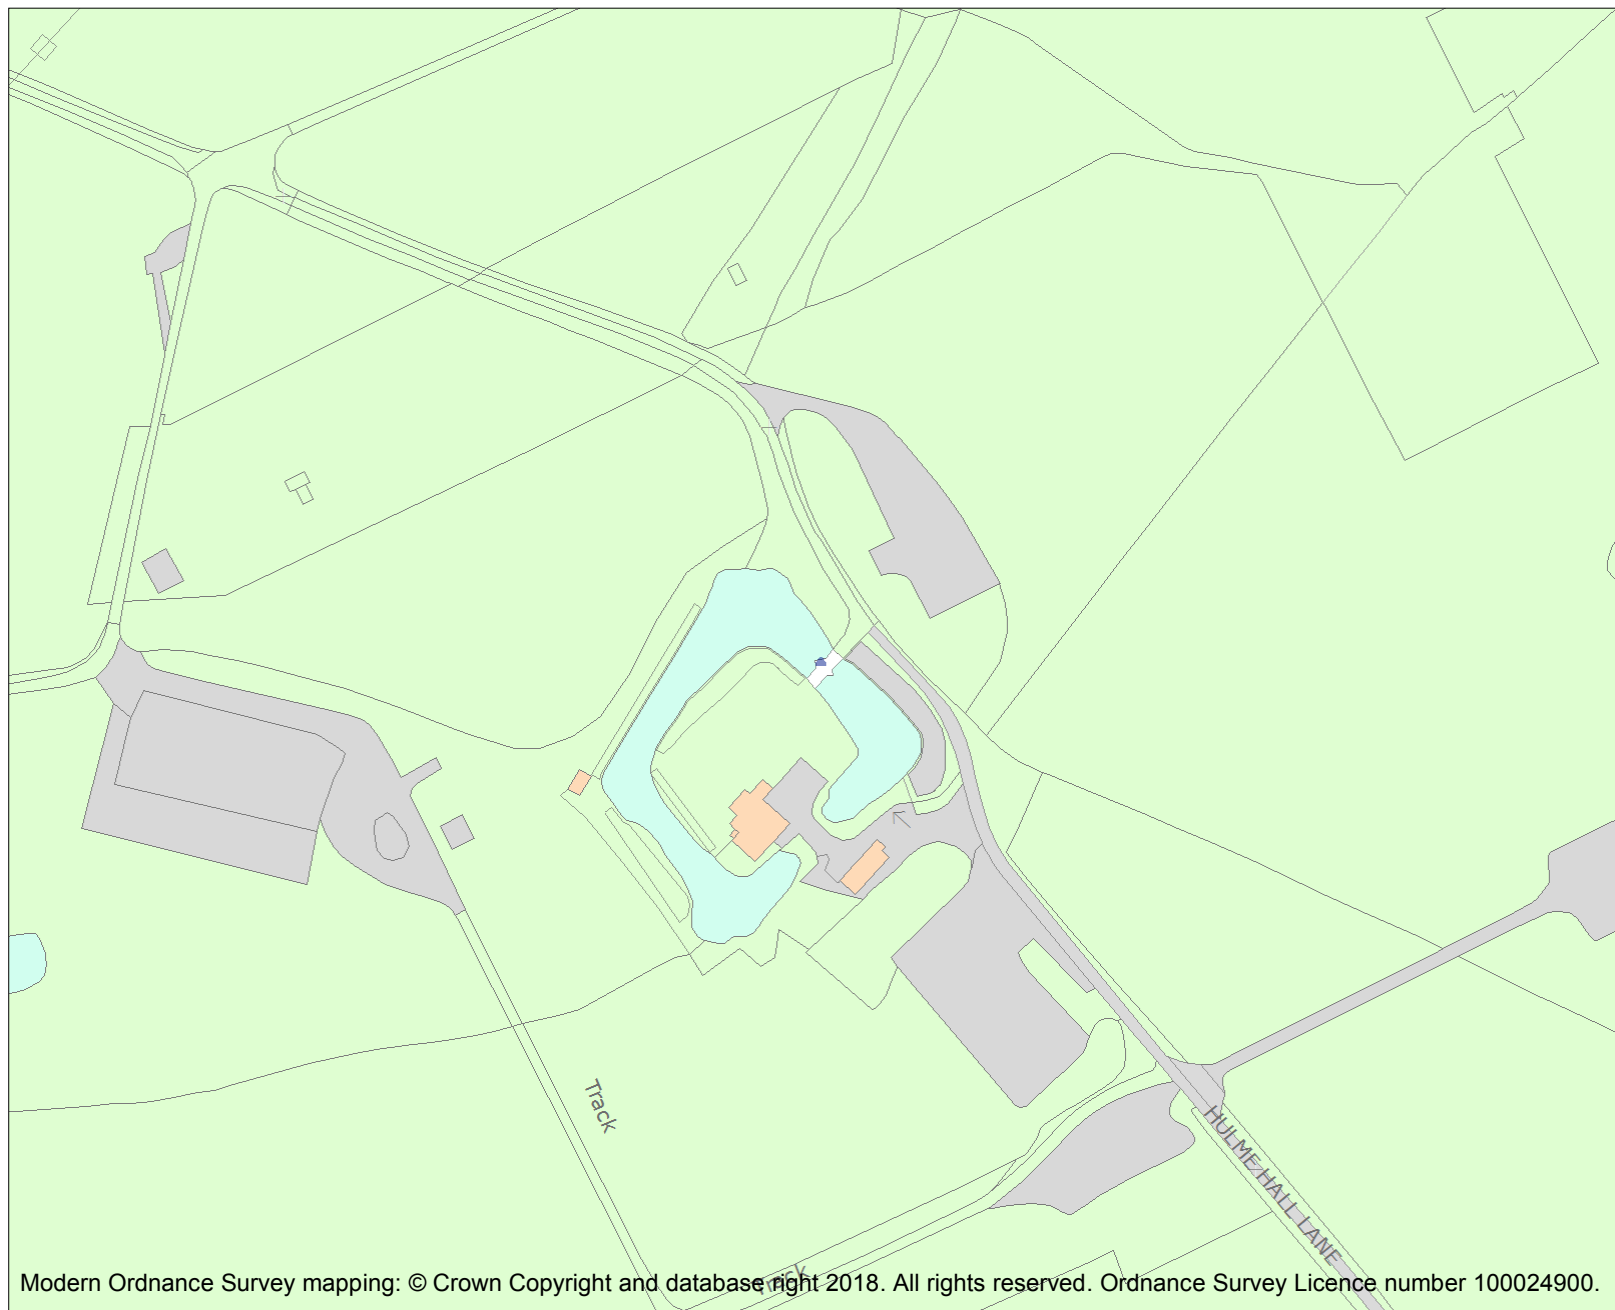 Track
HULME HALL LANE
Track
Modern Ordnance Survey mapping: © Crown Copyright and database right 2018. All rights reserved. Ordnance Survey Licence number 100024900.